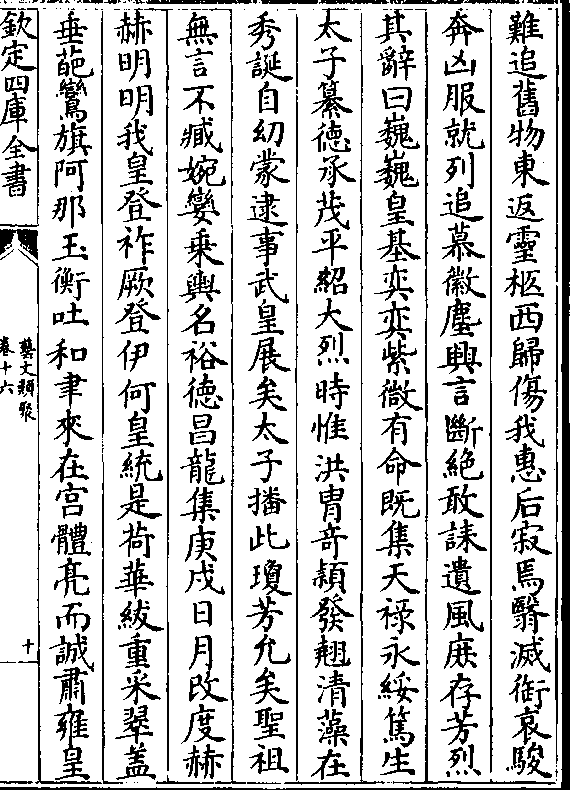 難追舊物東返靈柩西歸傷我惠后寂焉翳滅銜哀駿
奔凶服就列追慕徽塵興言斷絶敢誄遺風庶存芳烈
其辭曰巍巍皇基奕奕紫微有命既集天禄永綏篤生
太子纂德承茂平紹大烈時惟洪胄奇頴發翹清藻在
秀誕自幼蒙逮事武皇展矣太子播此瓊芳允矣聖祖
無言不臧婉孌乗輿名裕德昌龍集庚戌日月改度赫
赫明明我皇登祚厥登伊何皇統是荷華紱重采翠蓋
垂葩鸞旗阿那玉衡吐和聿來在宫體亮而誠肅雍皇
欽定四庫全書
藝文類聚
卷十六
十